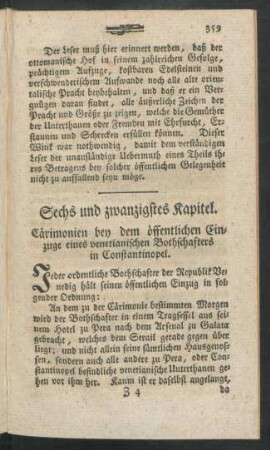 359
Der Leser muß hier erinnert werden, daß der
ottomanische Hof in seinem zahlreichen Gefolge,
prächtigem Aufzuge, kostbaren Edelsteinen und
verschwenderischem Aufwande noch alle alte orien-
talische Pracht beybehalten, und daß er ein Ver-
gnügen daran findet, alle äußerliche Zeichen der
Pracht und Größe zu zeigen, welche die Gemüther
der Unterthanen oder Fremden mit Ehrfurcht, Er-
staunen und Schrecken erfüllen können. Dieser
Wink war nothwendig, damit dem verständigen
Leser der unanständige Uebermuth eines Theils ih-
res Betragens bey solcher öffentlichen Gelegenheit
nicht zu auffallend seyn möge.
Sechs und zwanzigstes Kapitel.
Cärimonien bey dem öffentlichen Ein-
zuge eines venetianischen Bothschafters
in Constantinopel.
Jeder ordentliche Bothschafter der Republik Ve-
nedig hält seinen öffentlichen Einzug in fol-
gender Ordnung:
An dem zu der Cärimonie bestimmten Morgen
wird der Bothschafter in einem Tragsessel aus sei-
nem Hotel zu Pera nach dem Arsenal zu Galata
gebracht, welches dem Serail gerade gegen über
liegt; und nicht allein seine sämtlichen Hausgenos-
sen, sondern auch alle andere zu Pera, oder Con-
stantinopel befindliche venetianische Unterthanen ge-
hen vor ihm her. Kaum ist er daselbst angelangt,
Z 4
da